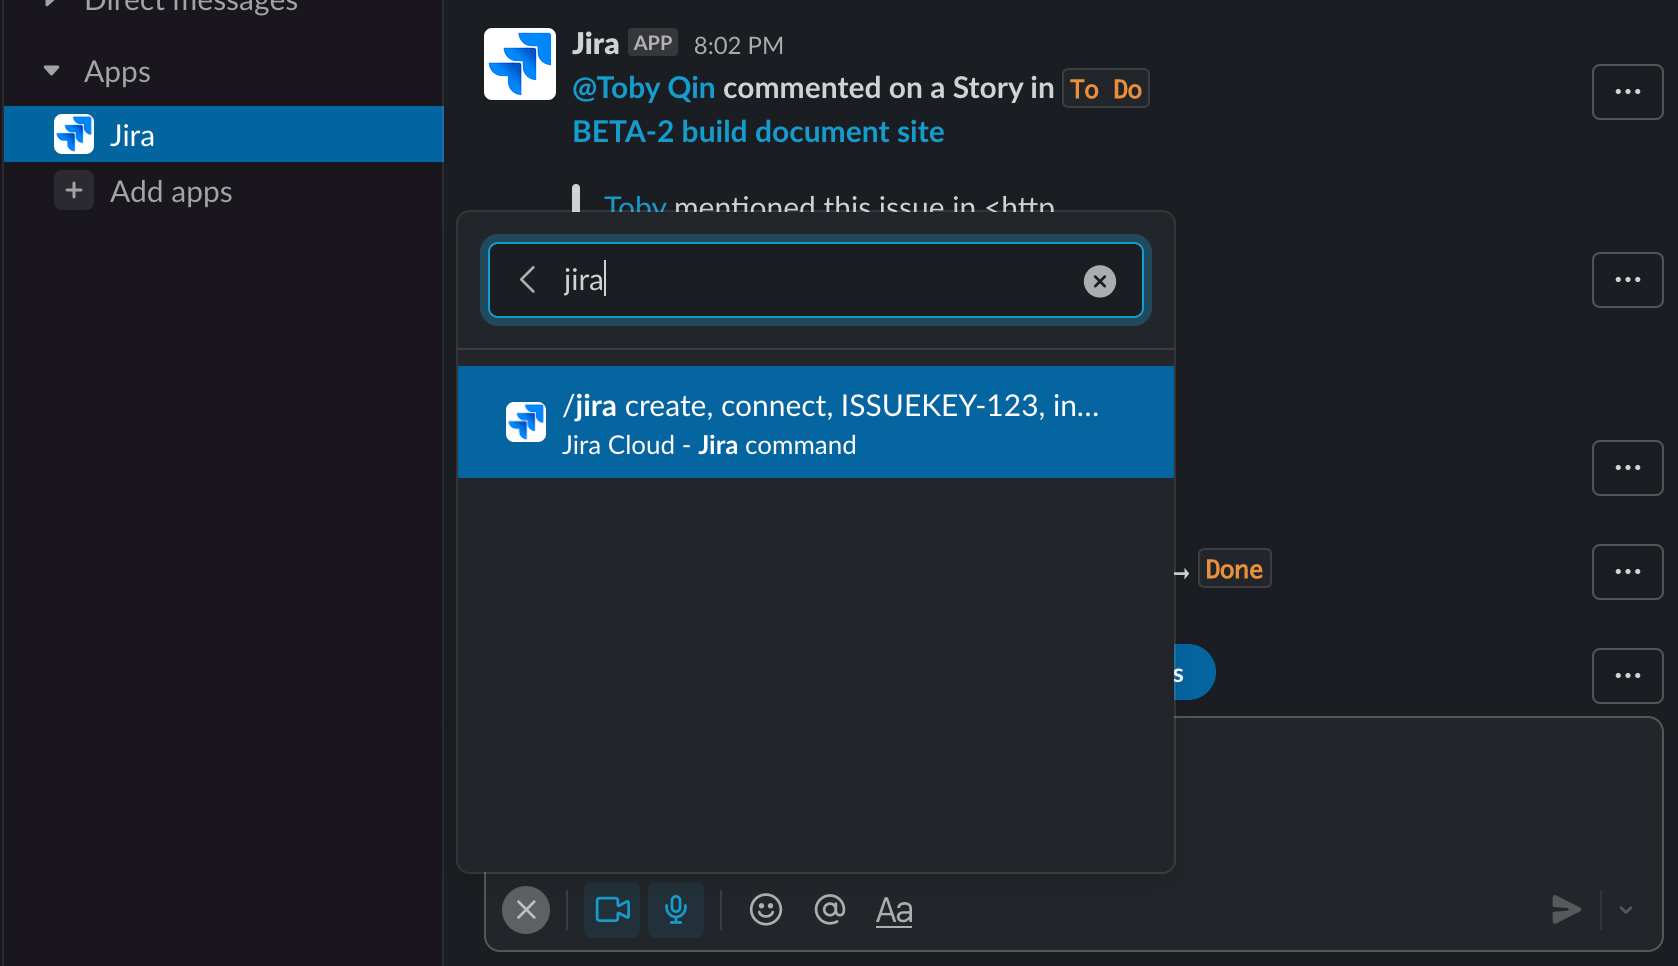 Direct messages
Apps
Jira
Add apps
Jira APP 8:02 PM
@Toby Qin commented on a Story in To Do
BETA-2 build document site
Toby mentioned this issue in <http
jira
/jira create, connect, ISSUEKEY-123, in...
Jira Cloud - Jira command
→ Done
s
Aa